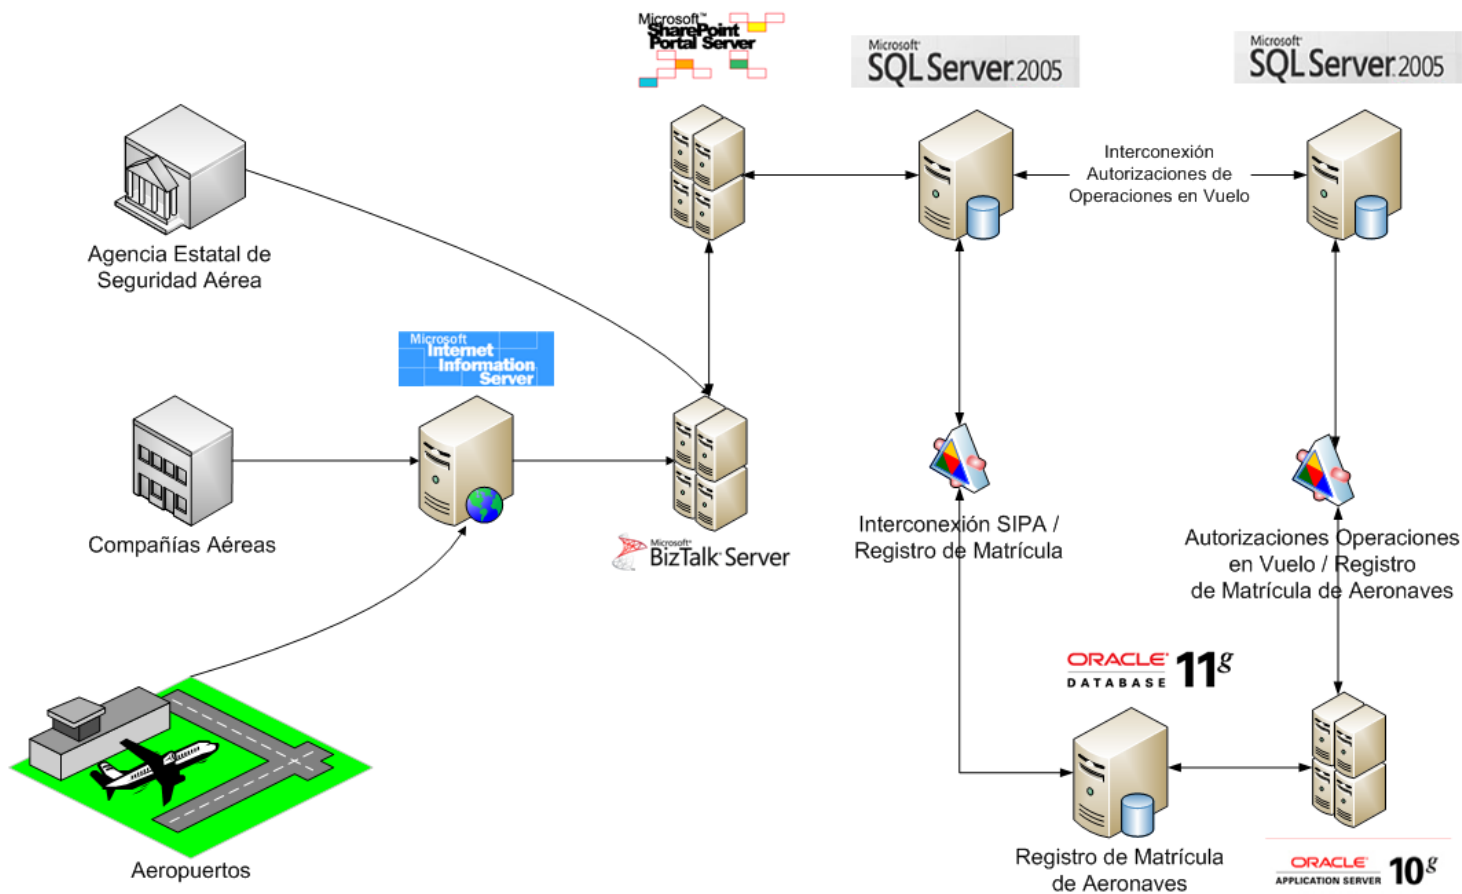 Microsoft™
SharePoint
Portal Server
Microsoft®
SQL Server 2005
Microsoft®
SQL Server 2005
Interconexión
Autorizaciones de
Operaciones en Vuelo
Agencia Estatal de
Seguridad Aérea
Microsoft
Internet
Information
Server
Compañías Aéreas
Microsoft®
BizTalk Server
Interconexión SIPA /
Registro de Matrícula
Autorizaciones Operaciones
en Vuelo / Registro
de Matrícula de Aeronaves
ORACLE®
DATABASE 11g
Aeropuertos
Registro de Matrícula
de Aeronaves
ORACLE®
APPLICATION SERVER 10g